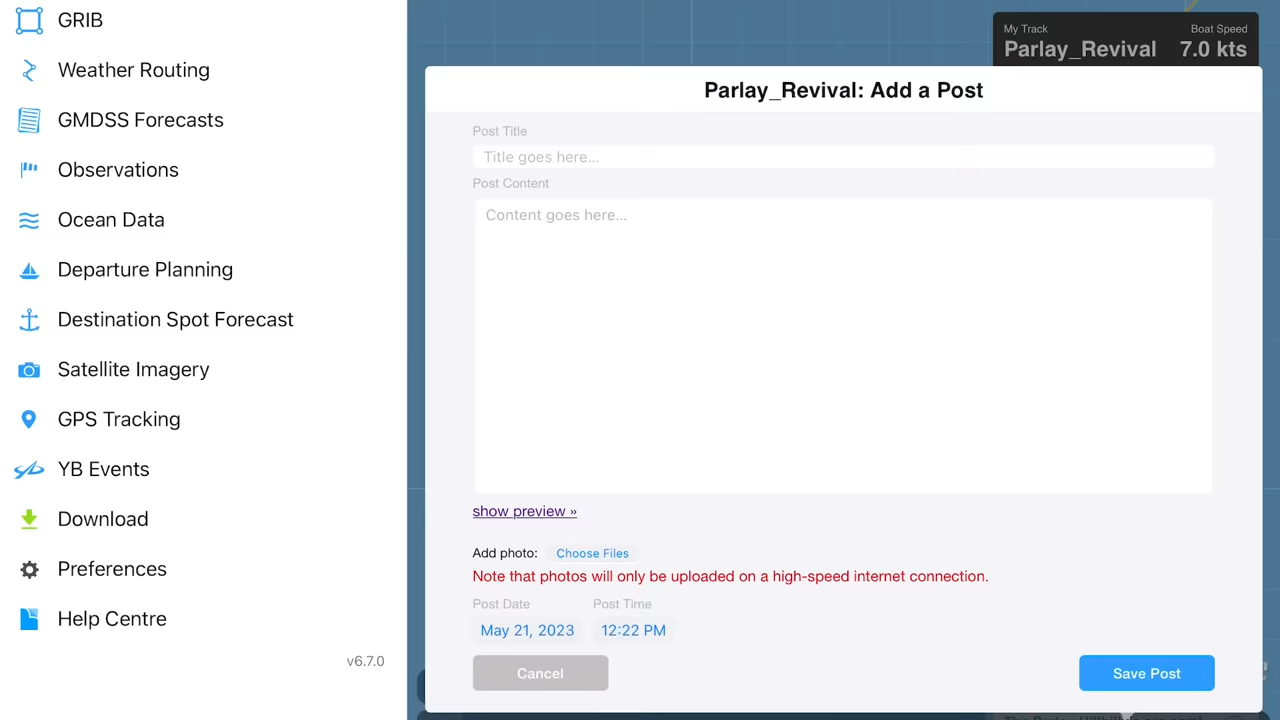 GRIB
Weather Routing
GMDSS Forecasts
Observations
Ocean Data
Departure Planning
Destination Spot Forecast
Satellite Imagery
GPS Tracking
YB Events
Download
Preferences
Help Centre
v6.7.0
My Track Boat Speed
Parlay_Revival 7.0 kts
Parlay_Revival: Add a Post
Post Title
Title goes here...
Post Content
Content goes here...
show preview »
Add photo: Choose Files
Note that photos will only be uploaded on a high-speed internet connection.
Post Date Post Time
May 21, 2023 12:22 PM
Cancel Save Post